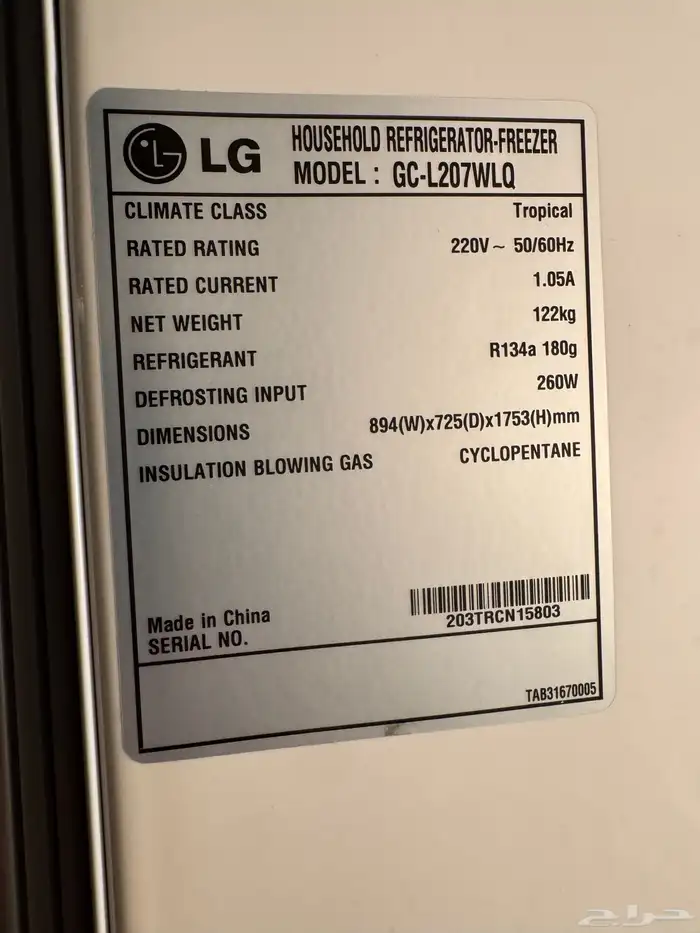 LG
HOUSEHOLD REFRIGERATOR-FREEZER
MODEL : GC-L207WLQ
CLIMATE CLASS Tropical
RATED RATING 220V~ 50/60Hz
RATED CURRENT 1.05A
NET WEIGHT 122kg
REFRIGERANT R134a 180g
DEFROSTING INPUT 260W
DIMENSIONS 894(W)x725(D)x1753(H)mm
INSULATION BLOWING GAS CYCLOPENTANE
Made in China
SERIAL NO. 203TRCN15803
TAB31670005
حراج